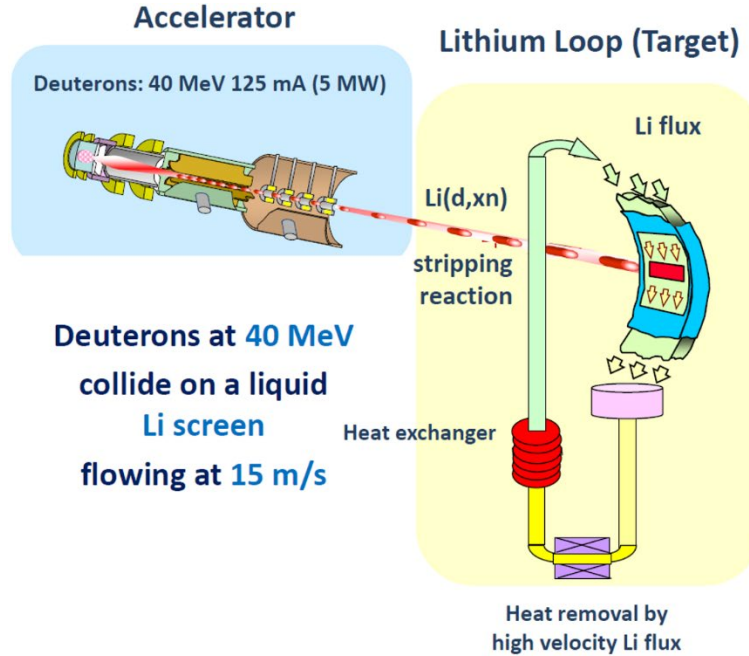 Accelerator
Lithium Loop (Target)
Deuterons: 40 MeV 125 mA (5 MW)
Li flux
Li(d,xn)
stripping
reaction
Deuterons at 40 MeV
collide on a liquid
Li screen
flowing at 15 m/s
Heat exchanger
Heat removal by
high velocity Li flux